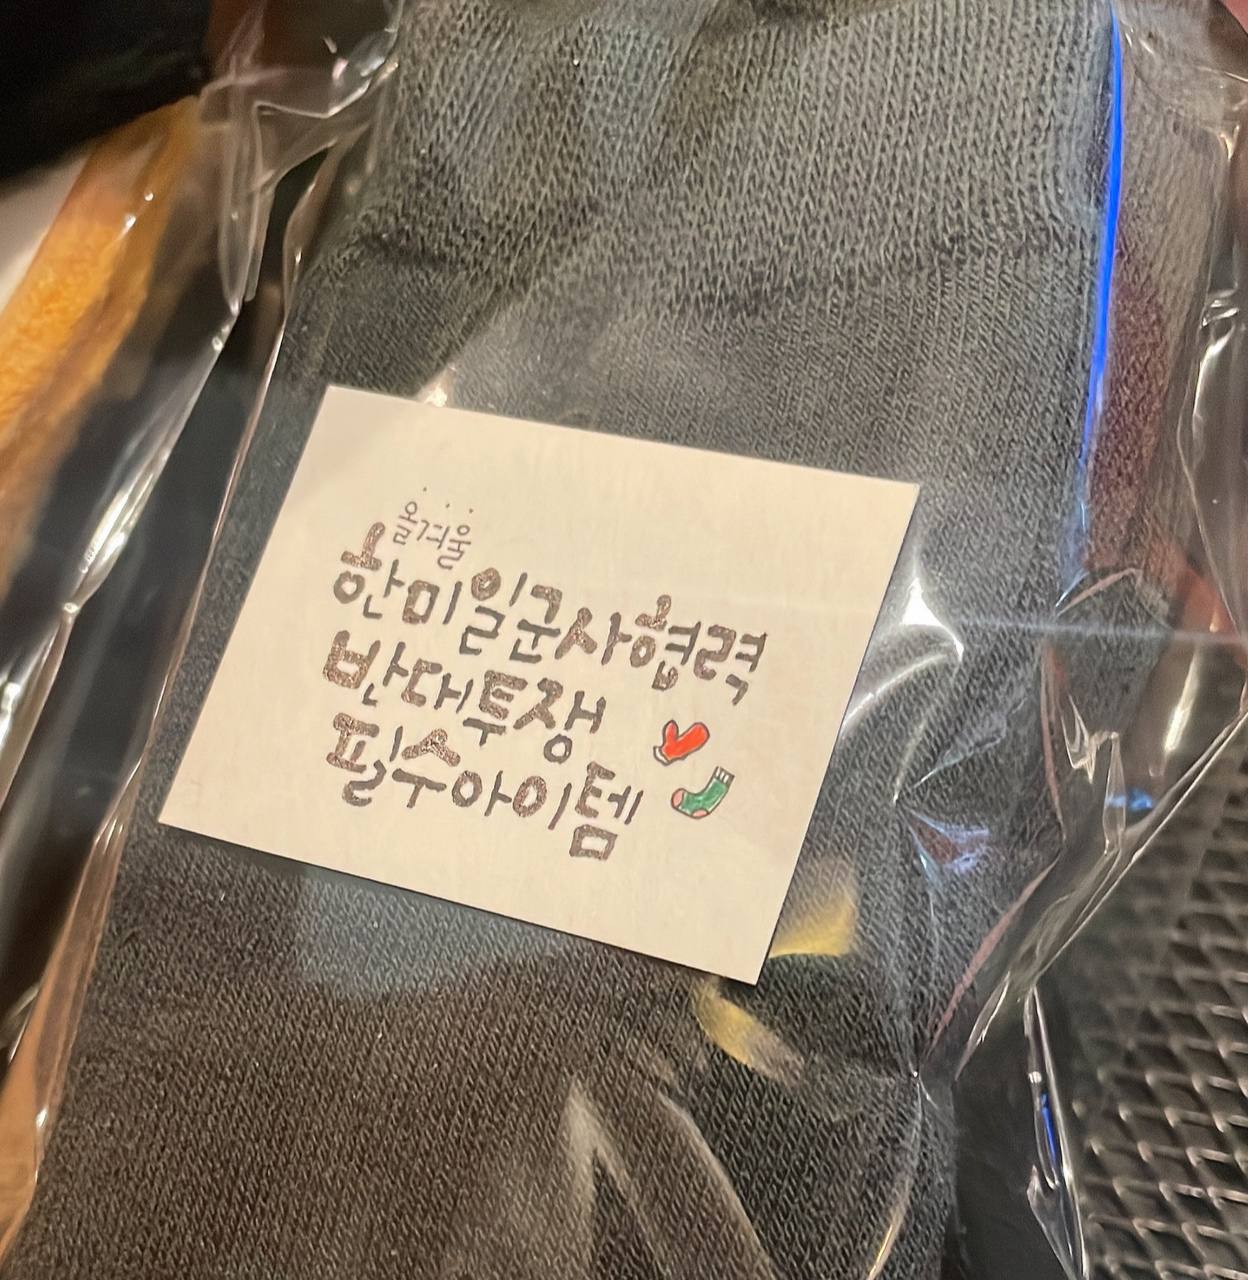 올겨울
한미일군사협력
반대투쟁
필수아이템